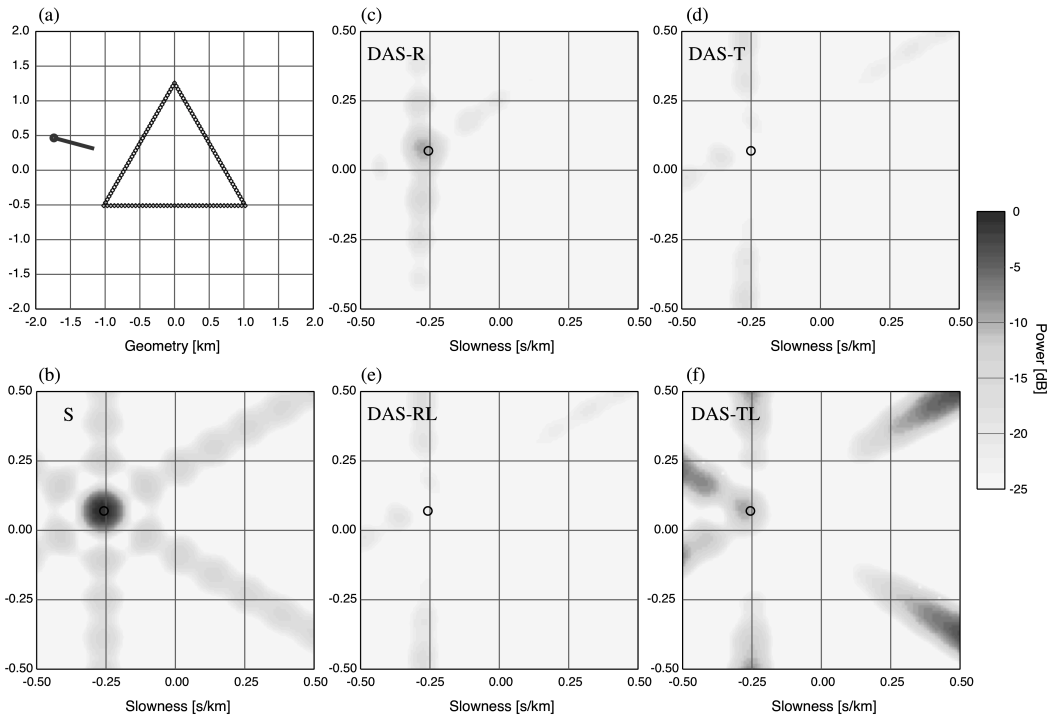 (a)
2.0
1.5
1.0
0.5
0.0
-0.5
-1.0
-1.5
-2.0
-2.0 -1.5 -1.0 -0.5 0.0 0.5 1.0 1.5 2.0
Geometry [km]
(c)
DAS-R
0.50
0.25
0.00
-0.25
-0.50
-0.50 -0.25 0.00 0.25 0.50
Slowness [s/km]
(d)
DAS-T
0.50
0.25
0.00
-0.25
-0.50
-0.50 -0.25 0.00 0.25 0.50
Slowness [s/km]
(b)
S
0.50
0.25
0.00
-0.25
-0.50
-0.50 -0.25 0.00 0.25 0.50
Slowness [s/km]
(e)
DAS-RL
0.50
0.25
0.00
-0.25
-0.50
-0.50 -0.25 0.00 0.25 0.50
Slowness [s/km]
(f)
DAS-TL
0.50
0.25
0.00
-0.25
-0.50
-0.50 -0.25 0.00 0.25 0.50
Slowness [s/km]
0
-5
-10
-15
-20
-25
Power [dB]